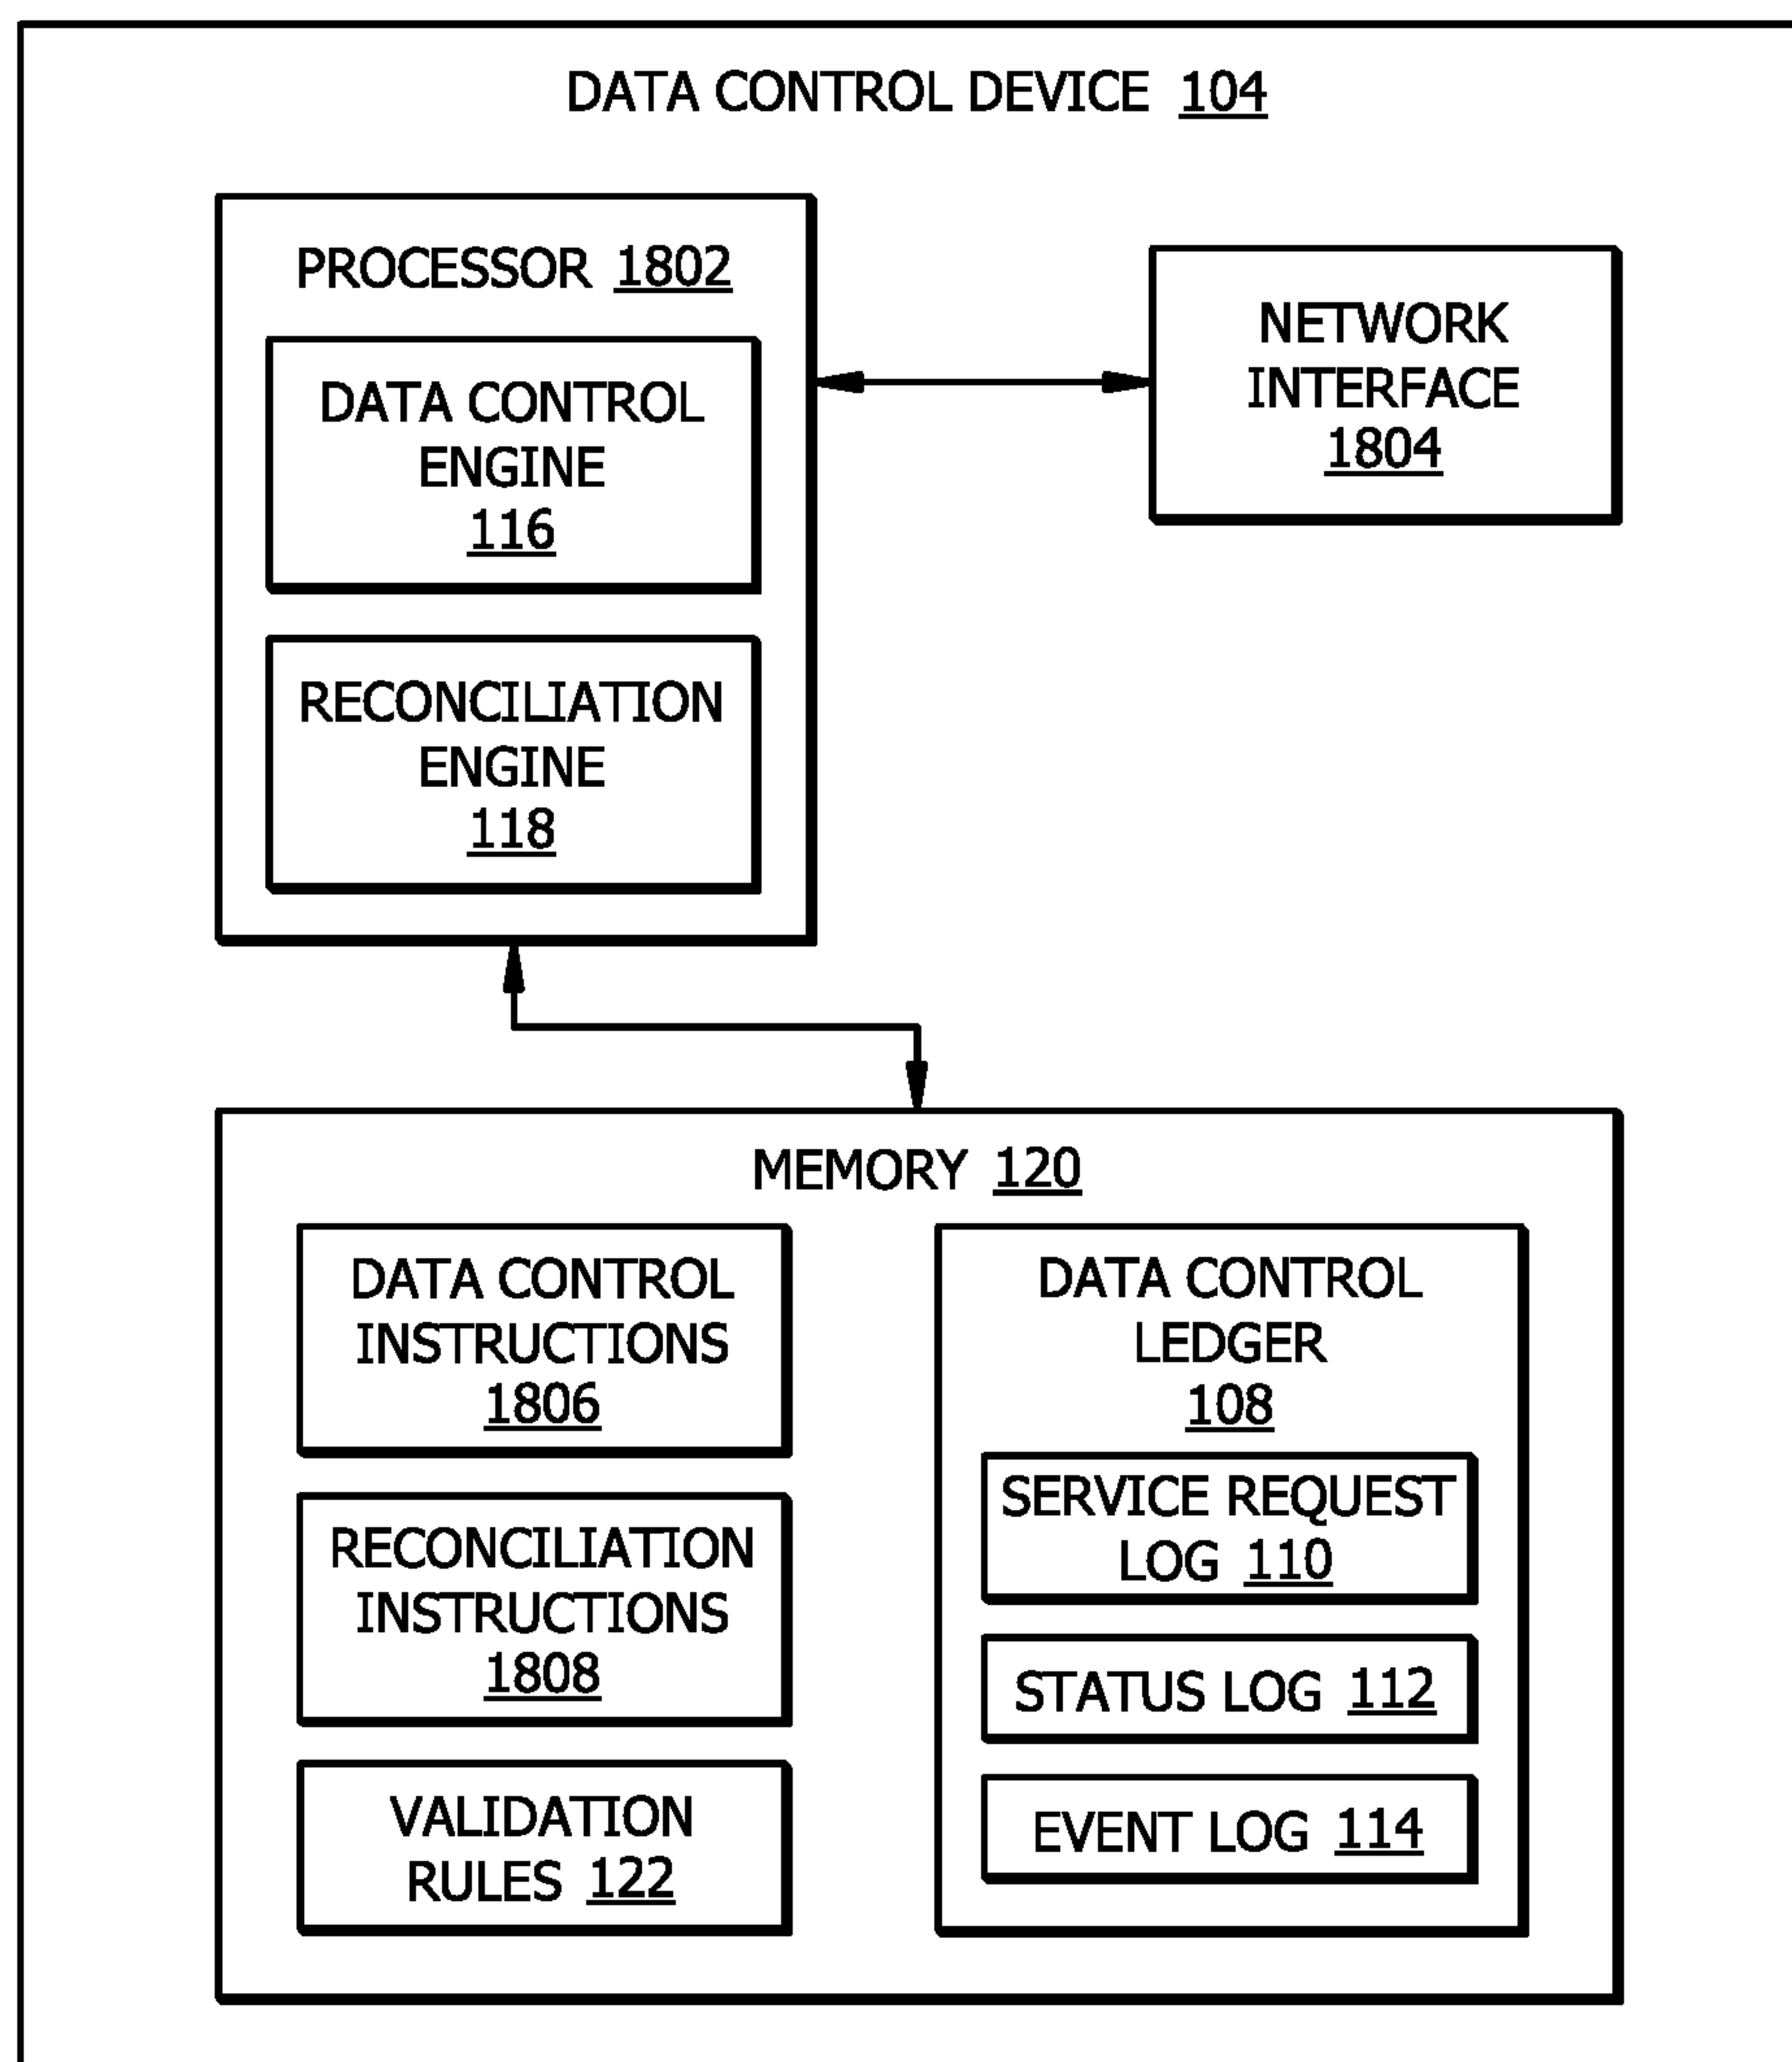 DATA CONTROL DEVICE 104
PROCESSOR 1802
DATA CONTROL
ENGINE
116
RECONCILIATION
ENGINE
118
NETWORK
INTERFACE
1804
MEMORY 120
DATA CONTROL
INSTRUCTIONS
1806
RECONCILIATION
INSTRUCTIONS
1808
VALIDATION
RULES 122
DATA CONTROL
LEDGER
108
SERVICE REQUEST
LOG 110
STATUS LOG 112
EVENT LOG 114